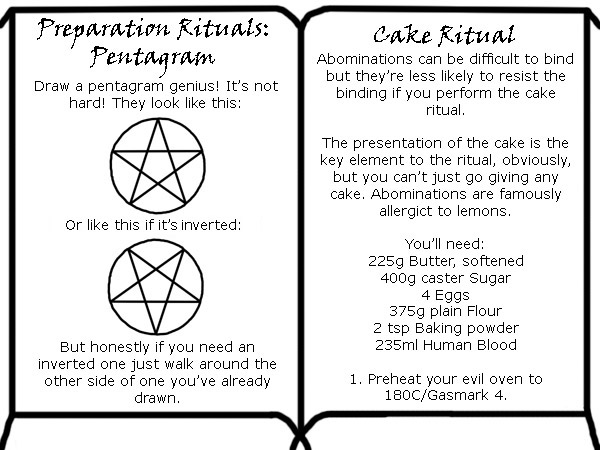 Preparation Rituals:
Pentagram
Draw a pentagram genius! It's not
hard! They look like this:
Or like this if it's inverted:
But honestly if you need an
inverted one just walk around the
other side of one you've already
drawn.
Cake Ritual
Abominations can be difficult to bind
but they're less likely to resist the
binding if you perform the cake
ritual.
The presentation of the cake is the
key element to the ritual, obviously,
but you can't just go giving any
cake. Abominations are famously
allergict to lemons.
You'll need:
225g Butter, softened
400g caster Sugar
4 Eggs
375g plain Flour
2 tsp Baking powder
235ml Human Blood
1. Preheat your evil oven to
180C/Gasmark 4.